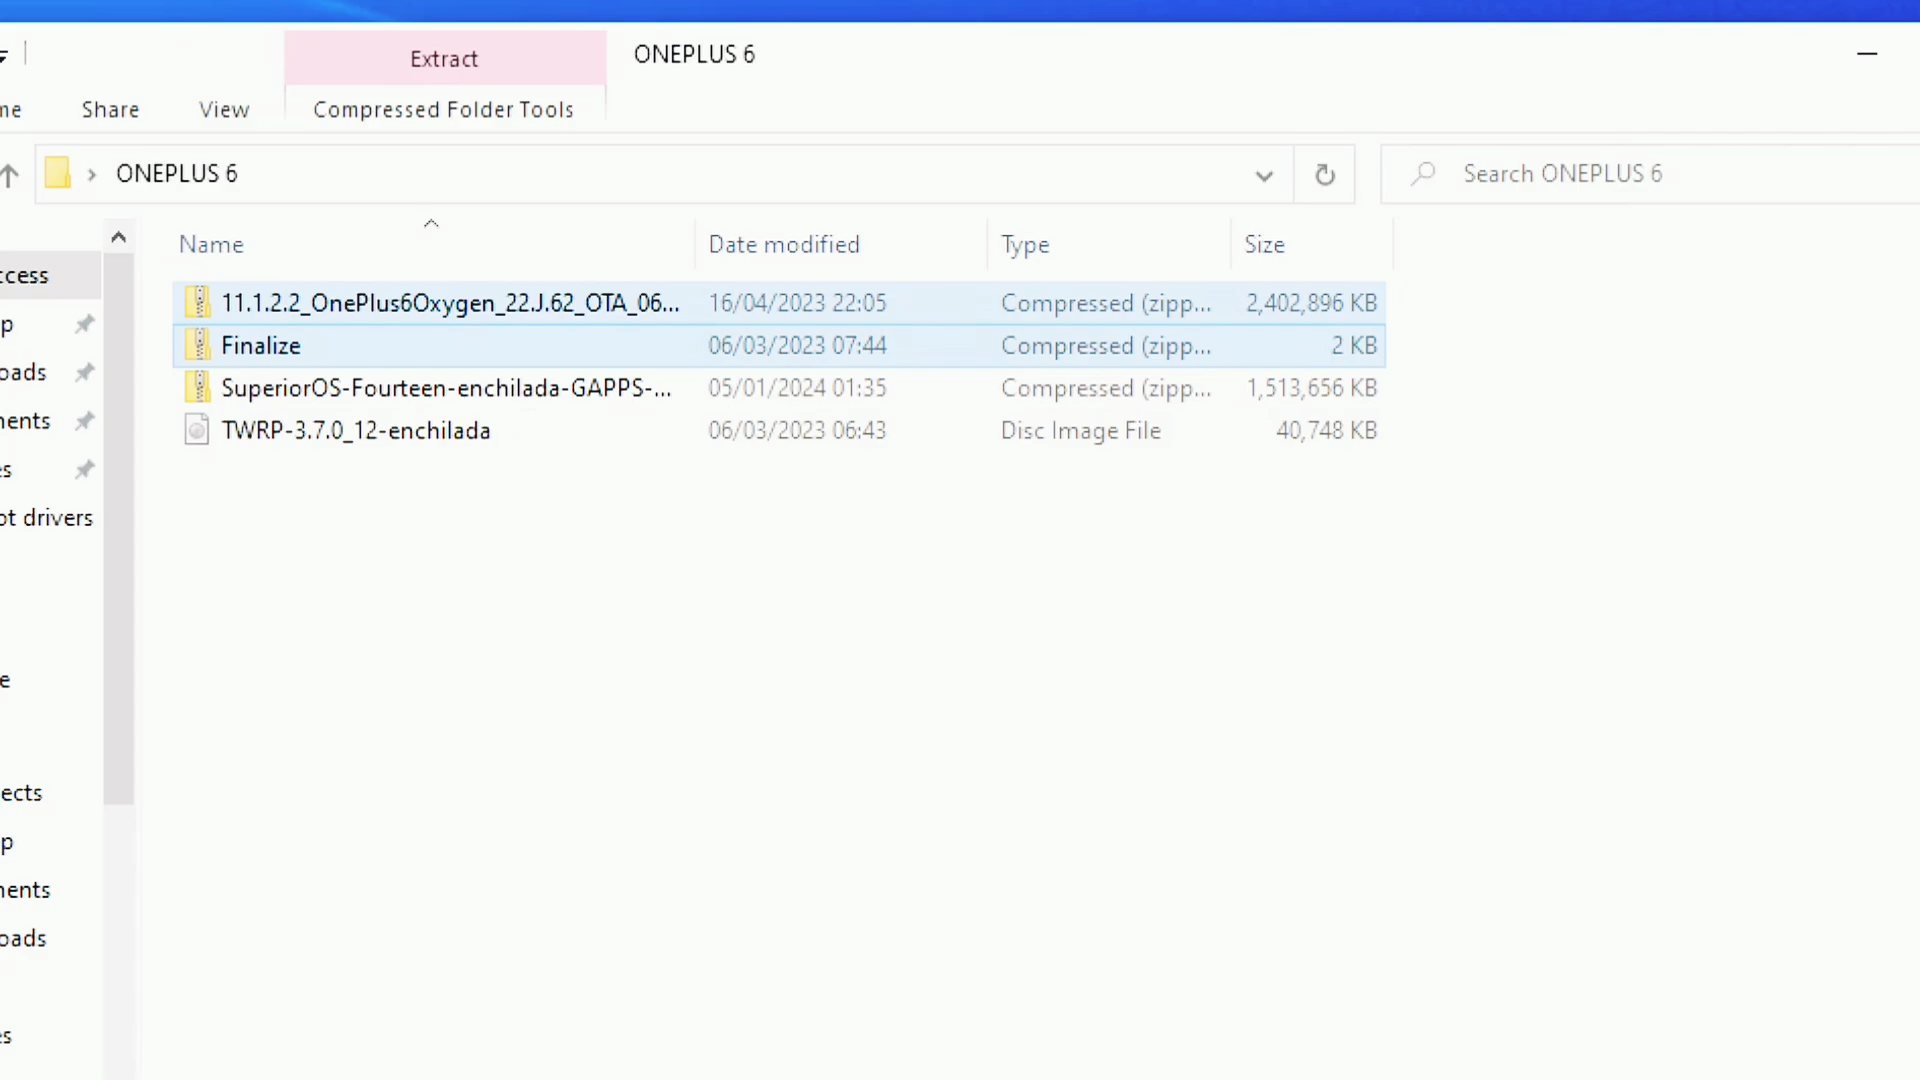 Extract
ONEPLUS 6
me
Share
View
Compressed Folder Tools
ONEPLUS 6
Search ONEPLUS 6
Name
Date modified
Type
Size
ccess
11.1.2.2_OnePlus6Oxygen_22.J.62_OTA_06... 16/04/2023 22:05 Compressed (zipp... 2,402,896 KB
p
Finalize 06/03/2023 07:44 Compressed (zipp... 2 KB
oads
SuperiorOS-Fourteen-enchilada-GAPPS-... 05/01/2024 01:35 Compressed (zipp... 1,513,656 KB
nents
TWRP-3.7.0_12-enchilada 06/03/2023 06:43 Disc Image File 40,748 KB
es
ot drivers
e
ects
p
nents
oads
es